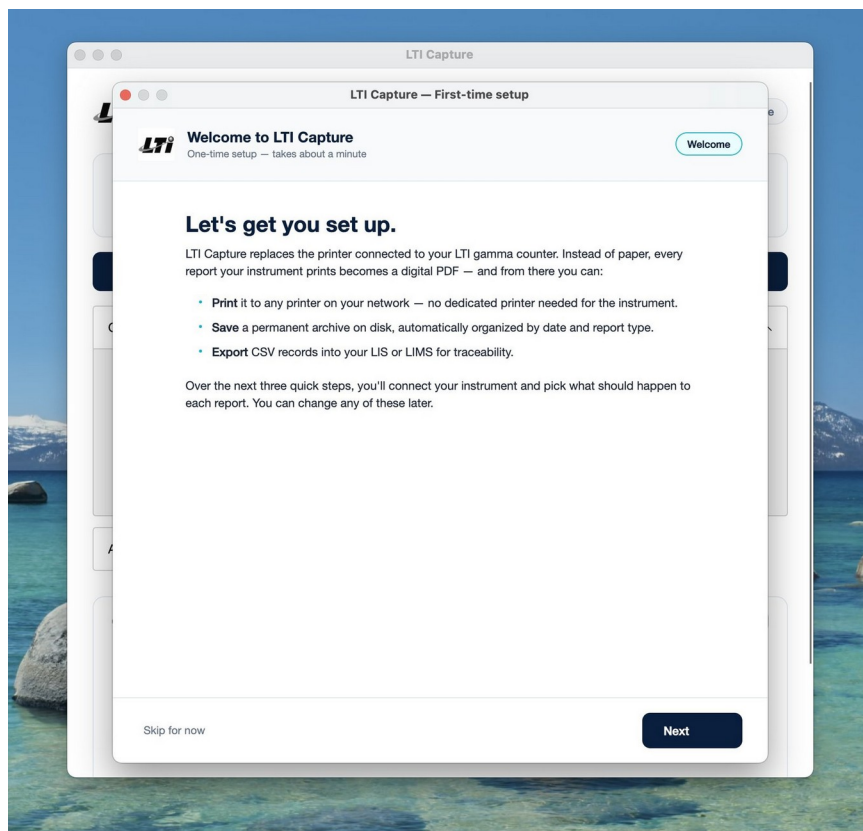 LTI Capture
LTI Capture — First-time setup
LTI
Welcome to LTI Capture
One-time setup — takes about a minute
Welcome
Let's get you set up.
LTI Capture replaces the printer connected to your LTI gamma counter. Instead of paper, every
report your instrument prints becomes a digital PDF — and from there you can:
• Print it to any printer on your network — no dedicated printer needed for the instrument.
• Save a permanent archive on disk, automatically organized by date and report type.
• Export CSV records into your LIS or LIMS for traceability.
Over the next three quick steps, you'll connect your instrument and pick what should happen to
each report. You can change any of these later.
Skip for now
Next